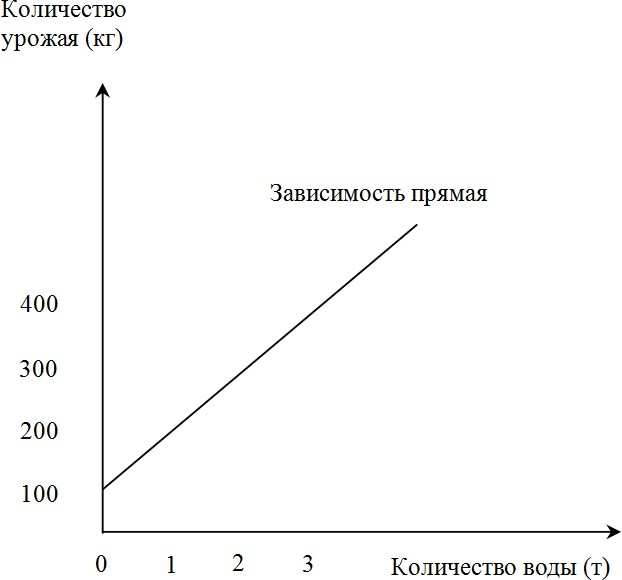 Количество
урожая (кг)
Зависимость прямая
400
300
200
100
0 1 2 3 Количество воды (т)